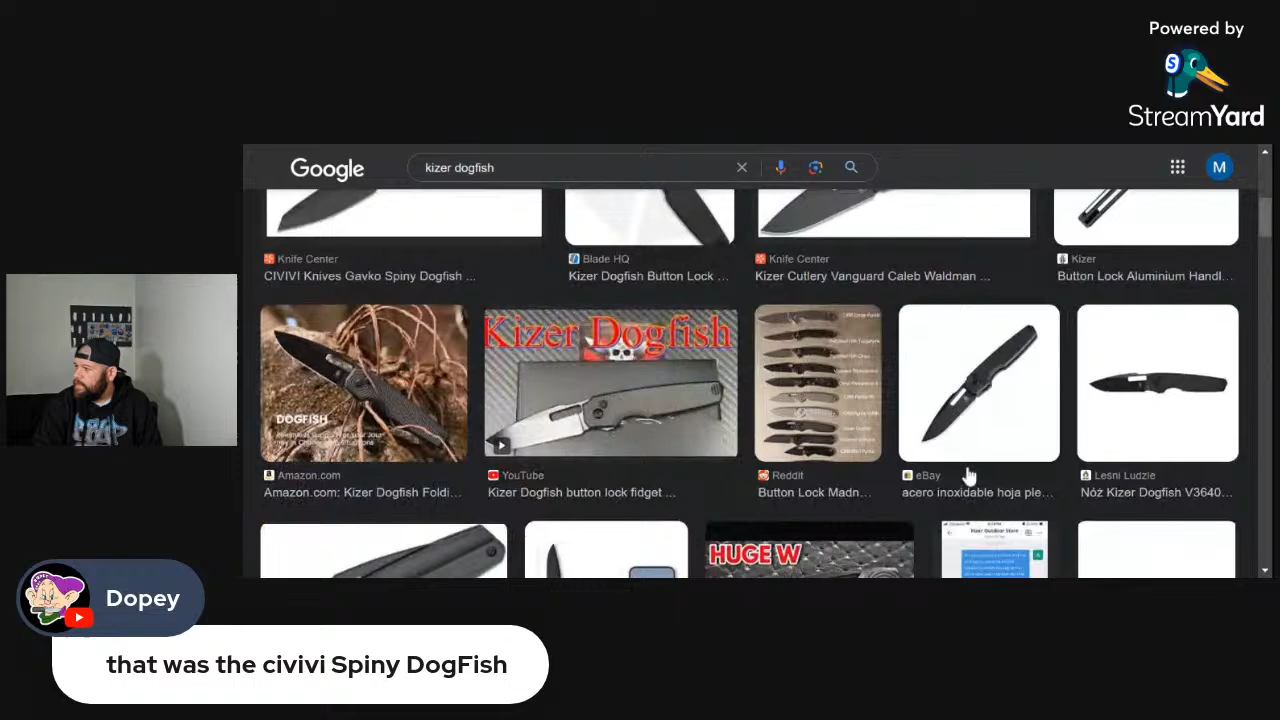 Powered by
StreamYard
Google
kizer dogfish
M
Knife Center
CIVIVI Knives Gavko Spiny Dogfish ...
Blade HQ
Kizer Dogfish Button Lock ...
Knife Center
Kizer Cutlery Vanguard Caleb Waldman ...
Kizer
Button Lock Aluminium Handl...
DOGFISH
Amazon.com
Amazon.com: Kizer Dogfish Foldi...
Kizer Dogfish
YouTube
Kizer Dogfish button lock fidget ...
Reddit
Button Lock Madn...
eBay
acero inoxidable hoja ple...
Lesni Ludzie
Nóż Kizer Dogfish V3640...
HUGE W
Dopey
that was the civivi Spiny DogFish